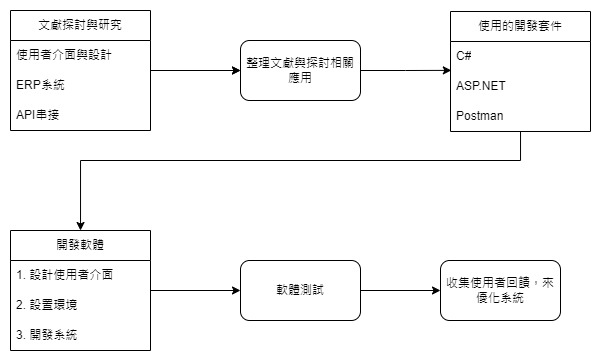 文獻探討與研究
使用者介面與設計
ERP系統
API串接
整理文獻與探討相關
應用
使用的開發套件
C#
ASP.NET
Postman
開發軟體
1. 設計使用者介面
2. 設置環境
3. 開發系統
軟體測試
收集使用者回饋，來
優化系統